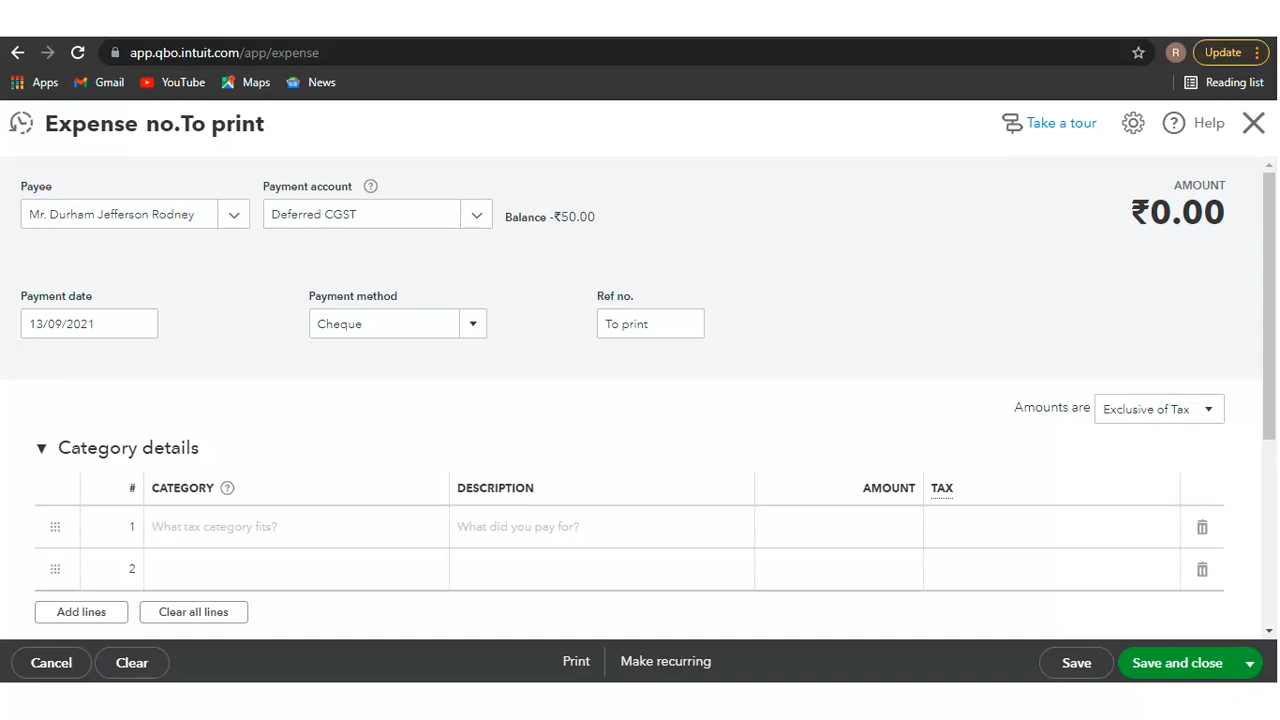 app.qbo.intuit.com/app/expense
R
Update
Apps
Gmail
YouTube
Maps
News
Reading list
Expense no.To print
Take a tour
Help
Payee
Payment account
AMOUNT
Mr. Durham Jefferson Rodney
Deferred CGST
Balance -₹50.00
₹0.00
Payment date
Payment method
Ref no.
13/09/2021
Cheque
To print
Amounts are
Exclusive of Tax
Category details
# CATEGORY DESCRIPTION AMOUNT TAX
1 What tax category fits? What did you pay for?
2
Add lines
Clear all lines
Cancel
Clear
Print
Make recurring
Save
Save and close